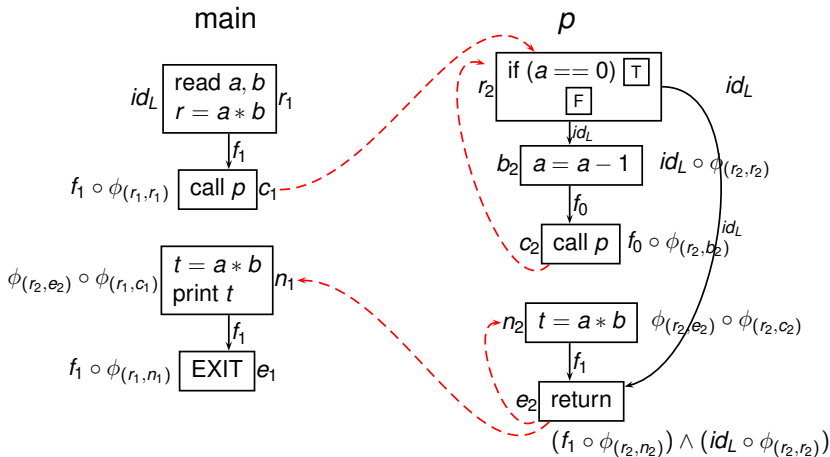 main
id_L
read a, b
r = a ∗ b
r_1
f_1
f_1 ∘ ϕ_(r_1,r_1)
call p
c_1
ϕ_(r_2,e_2) ∘ ϕ_(r_1,c_1)
t = a ∗ b
print t
n_1
f_1
f_1 ∘ ϕ_(r_1,n_1)
EXIT
e_1
p
r_2
if (a == 0) T
F
id_L
id_L
b_2
a = a − 1
id_L ∘ ϕ_(r_2,r_2)
f_0
c_2
call p
f_0 ∘ ϕ_(r_2,b_2)
id_L
n_2
t = a ∗ b
ϕ_(r_2,e_2) ∘ ϕ_(r_2,c_2)
f_1
e_2
return
(f_1 ∘ ϕ_(r_2,n_2)) ∧ (id_L ∘ ϕ_(r_2,r_2))